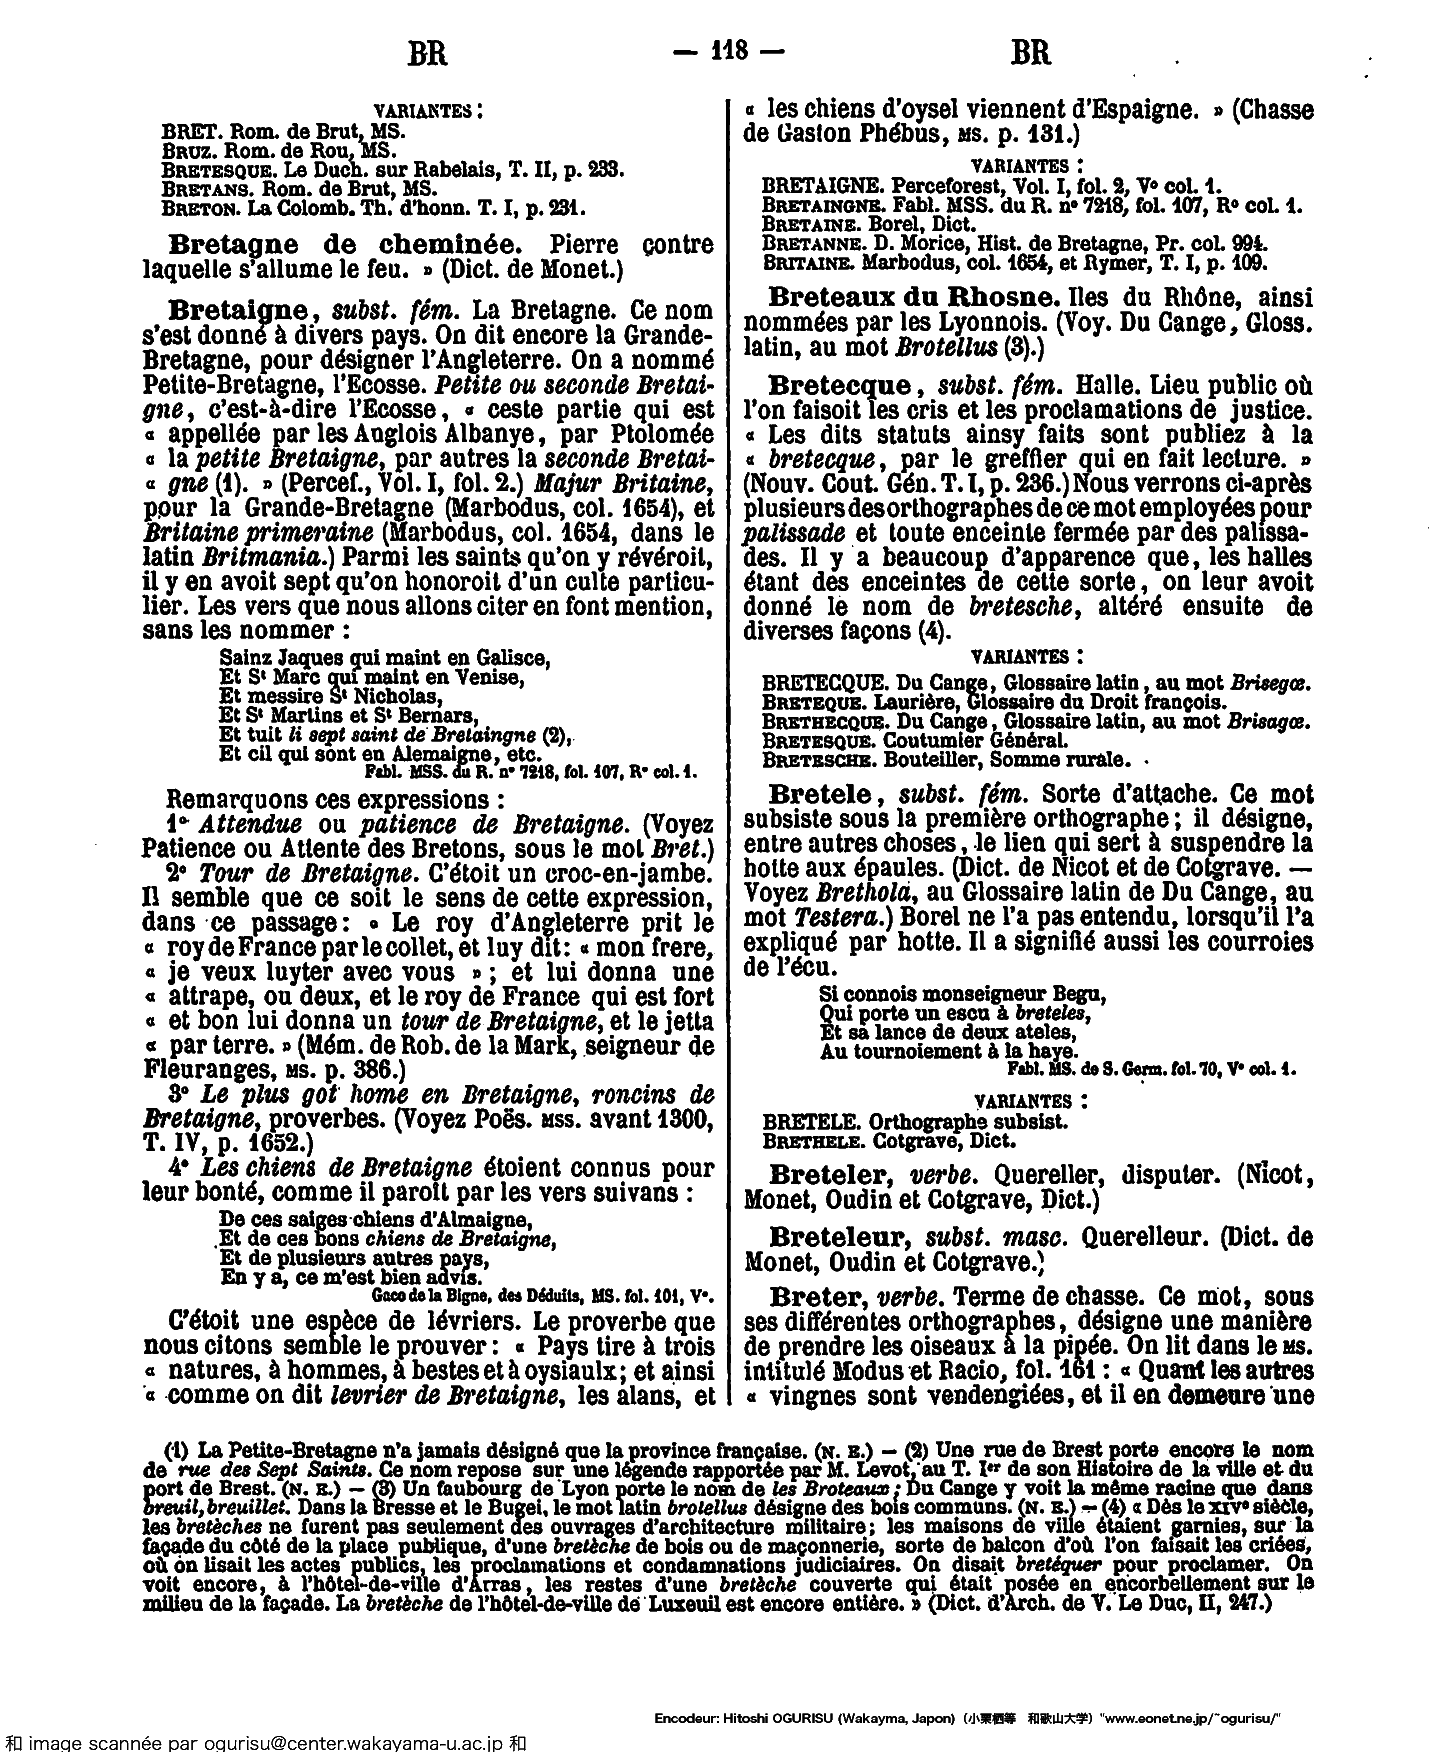 BR
— 118 —
BR
VARIANTES :
BRET. Rom. de Brut, MS.
BRUZ. Rom. de Rou, MS.
BRETESQUE. Le Duch. sur Rabelais, T. II, p. 233.
BRETANS. Rom. de Brut, MS.
BRETON. La Colomb. Th. d'honn. T. I, p. 231.
Bretagne de cheminée. Pierre contre
laquelle s'allume le feu. » (Dict. de Monet.)
Bretaigne, subst. fém. La Bretagne. Ce nom
s'est donné à divers pays. On dit encore la Grande-
Bretagne, pour désigner l'Angleterre. On a nommé
Petite-Bretagne, l'Ecosse. Petite ou seconde Bretai-
gne, c'est-à-dire l'Ecosse, « ceste partie qui est
« appellée par les Anglois Albanye, par Ptolomée
« la petite Bretaigne, par autres la seconde Bretai-
« gne (1). » (Percef., Vol. I, fol. 2.) Majur Britaine,
pour la Grande-Bretagne (Marbodus, col. 1654), et
Britaine primeraine (Marbodus, col. 1654, dans le
latin Britmania.) Parmi les saints qu'on y révéroit,
il y en avoit sept qu'on honoroit d'un culte particu-
lier. Les vers que nous allons citer en font mention,
sans les nommer :
Sainz Jaques qui maint en Galisce,
Et St Marc qui maint en Venise,
Et messire St Nicholas,
Et St Martins et St Bernars,
Et tuit li sept saint de Bretaingne (2),
Et cil qui sont en Alemaigne, etc.
Fabl. MSS. du R. n° 7218, fol. 107, R° col. 1.
Remarquons ces expressions :
1° Attendue ou patience de Bretaigne. (Voyez
Patience ou Attente des Bretons, sous le mot Bret.)
2° Tour de Bretaigne. C'étoit un croc-en-jambe.
Il semble que ce soit le sens de cette expression,
dans ce passage : « Le roy d'Angleterre prit le
« roy de France par le collet, et luy dit : « mon frere,
« je veux luyter avec vous » ; et lui donna une
« attrape, ou deux, et le roy de France qui est fort
« et bon lui donna un tour de Bretaigne, et le jetta
« par terre. » (Mém. de Rob. de la Mark, seigneur de
Fleuranges, MS. p. 386.)
3° Le plus got home en Bretaigne, roncins de
Bretaigne, proverbes. (Voyez Poës. MSS. avant 1300,
T. IV, p. 1652.)
4° Les chiens de Bretaigne étoient connus pour
leur bonté, comme il paroît par les vers suivans :
De ces saiges chiens d'Almaigne,
Et de ces bons chiens de Bretaigne,
Et de plusieurs autres pays,
En y a, ce m'est bien advis.
Gace de la Bigne, des Déduits, MS. fol. 101, V°.
C'étoit une espèce de lévriers. Le proverbe que
nous citons semble le prouver : « Pays tire à trois
« natures, à hommes, à bestes et à oysiaulx ; et ainsi
« comme on dit levrier de Bretaigne, les alans, et
« les chiens d'oysel viennent d'Espaigne. » (Chasse
de Gaston Phébus, MS. p. 131.)
VARIANTES :
BRETAIGNE. Perceforest, Vol. I, fol. 2, V° col. 1.
BRETAINGNE. Fabl. MSS. du R. n° 7218, fol. 107, R° col. 1.
BRETAINE. Borel, Dict.
BRETANNE. D. Morice, Hist. de Bretagne, Pr. col. 994.
BRITAINE. Marbodus, col. 1654, et Rymer, T. I, p. 109.
Breteaux du Rhosne. Iles du Rhône, ainsi
nommées par les Lyonnois. (Voy. Du Cange, Gloss.
latin, au mot Brotellus (3).)
Bretecque, subst. fém. Halle. Lieu public où
l'on faisoit les cris et les proclamations de justice.
« Les dits statuts ainsy faits sont publiez à la
« bretecque, par le greffier qui en fait lecture. »
(Nouv. Cout. Gén. T. I, p. 236.) Nous verrons ci-après
plusieurs des orthographes de ce mot employées pour
palissade et toute enceinte fermée par des palissa-
des. Il y a beaucoup d'apparence que, les halles
étant des enceintes de cette sorte, on leur avoit
donné le nom de bretesche, altéré ensuite de
diverses façons (4).
VARIANTES :
BRETECQUE. Du Cange, Glossaire latin, au mot Brisegœ.
BRETEQUE. Laurière, Glossaire du Droit françois.
BRETHECQUE. Du Cange, Glossaire latin, au mot Brisagœ.
BRETESQUE. Coutumier Général.
BRETESCHE. Bouteiller, Somme rurale.
Bretele, subst. fém. Sorte d'attache. Ce mot
subsiste sous la première orthographe ; il désigne,
entre autres choses, le lien qui sert à suspendre la
hotte aux épaules. (Dict. de Nicot et de Cotgrave. —
Voyez Brethola, au Glossaire latin de Du Cange, au
mot Testera.) Borel ne l'a pas entendu, lorsqu'il l'a
expliqué par hotte. Il a signifié aussi les courroies
de l'écu.
Si connois monseigneur Begu,
Qui porte un escu à breteles,
Et sa lance de deux ateles,
Au tournoiement à la haye.
Fabl. MS. de S. Germ. fol. 70, V° col. 1.
VARIANTES :
BRETELE. Orthographe subsist.
BRETHELE. Cotgrave, Dict.
Breteler, verbe. Quereller, disputer. (Nicot,
Monet, Oudin et Cotgrave, Dict.)
Breteleur, subst. masc. Querelleur. (Dict. de
Monet, Oudin et Cotgrave.)
Breter, verbe. Terme de chasse. Ce mot, sous
ses différentes orthographes, désigne une manière
de prendre les oiseaux à la pipée. On lit dans le MS.
intitulé Modus et Racio, fol. 161 : « Quant les autres
« vingnes sont vendengiées, et il en demeure une
(1) La Petite-Bretagne n'a jamais désigné que la province française. (N. E.) — (2) Une rue de Brest porte encore le nom
de rue des Sept Saints. Ce nom repose sur une légende rapportée par M. Levot, au T. Ier de son Histoire de la ville et du
port de Brest. (N. E.) — (3) Un faubourg de Lyon porte le nom de les Broteaux ; Du Cange y voit la même racine que dans
breuil, breuillet. Dans la Bresse et le Bugei, le mot latin brotellus désigne des bois communs. (N. E.) — (4) « Dès le XIVe siècle,
les bretèches ne furent pas seulement des ouvrages d'architecture militaire ; les maisons de ville étaient garnies, sur la
façade du côté de la place publique, d'une bretèche de bois ou de maçonnerie, sorte de balcon d'où l'on faisait les criées,
où on lisait les actes publics, les proclamations et condamnations judiciaires. On disait bretéquer pour proclamer. On
voit encore, à l'hôtel-de-ville d'Arras, les restes d'une bretèche couverte qui était posée en encorbellement sur le
milieu de la façade. La bretèche de l'hôtel-de-ville de Luxeuil est encore entière. » (Dict. d'Arch. de V. Le Duc, II, 247.)
Encodeur: Hitoshi OGURISU (Wakayma, Japon) (小栗栖等 和歌山大学) "www.eonet.ne.jp/~ogurisu/"
和 image scannée par ogurisu@center.wakayama-u.ac.jp 和